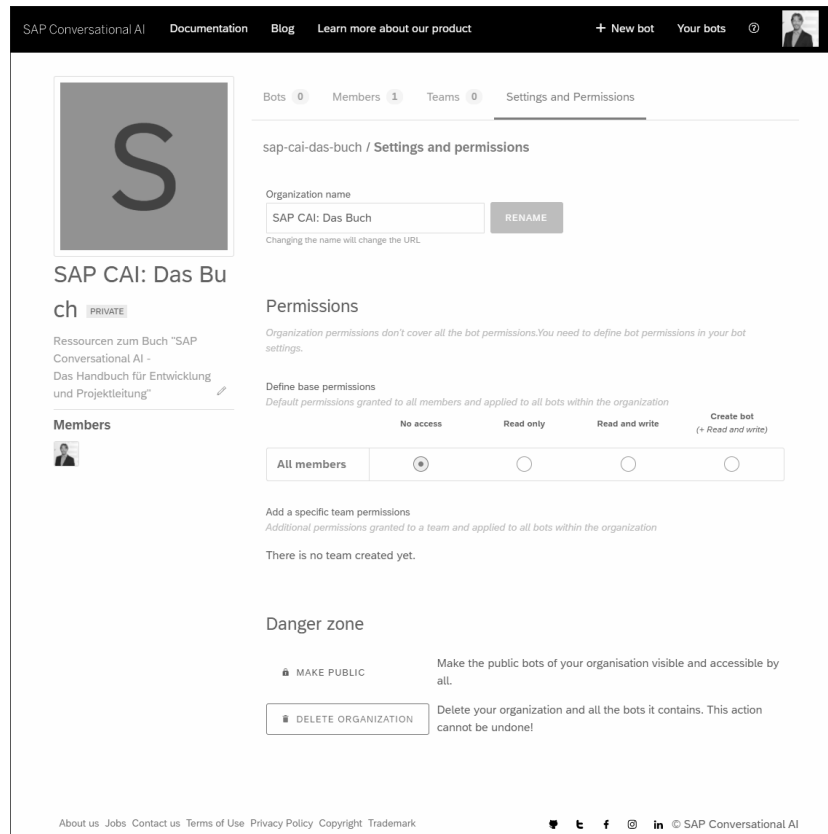 SAP Conversational AI Documentation Blog Learn more about our product + New bot Your bots ?
Bots 0 Members 1 Teams 0 Settings and Permissions
S
sap-cai-das-buch / Settings and permissions
Organization name
SAP CAI: Das Buch RENAME
Changing the name will change the URL
SAP CAI: Das Bu
ch PRIVATE
Ressourcen zum Buch "SAP
Conversational AI -
Das Handbuch für Entwicklung
und Projektleitung"
Members
Permissions
Organization permissions don't cover all the bot permissions.You need to define bot permissions in your bot
settings.
Define base permissions
Default permissions granted to all members and applied to all bots within the organization
No access Read only Read and write Create bot
(+ Read and write)
All members
Add a specific team permissions
Additional permissions granted to a team and applied to all bots within the organization
There is no team created yet.
Danger zone
MAKE PUBLIC Make the public bots of your organisation visible and accessible by
all.
DELETE ORGANIZATION Delete your organization and all the bots it contains. This action
cannot be undone!
About us Jobs Contact us Terms of Use Privacy Policy Copyright Trademark © SAP Conversational AI